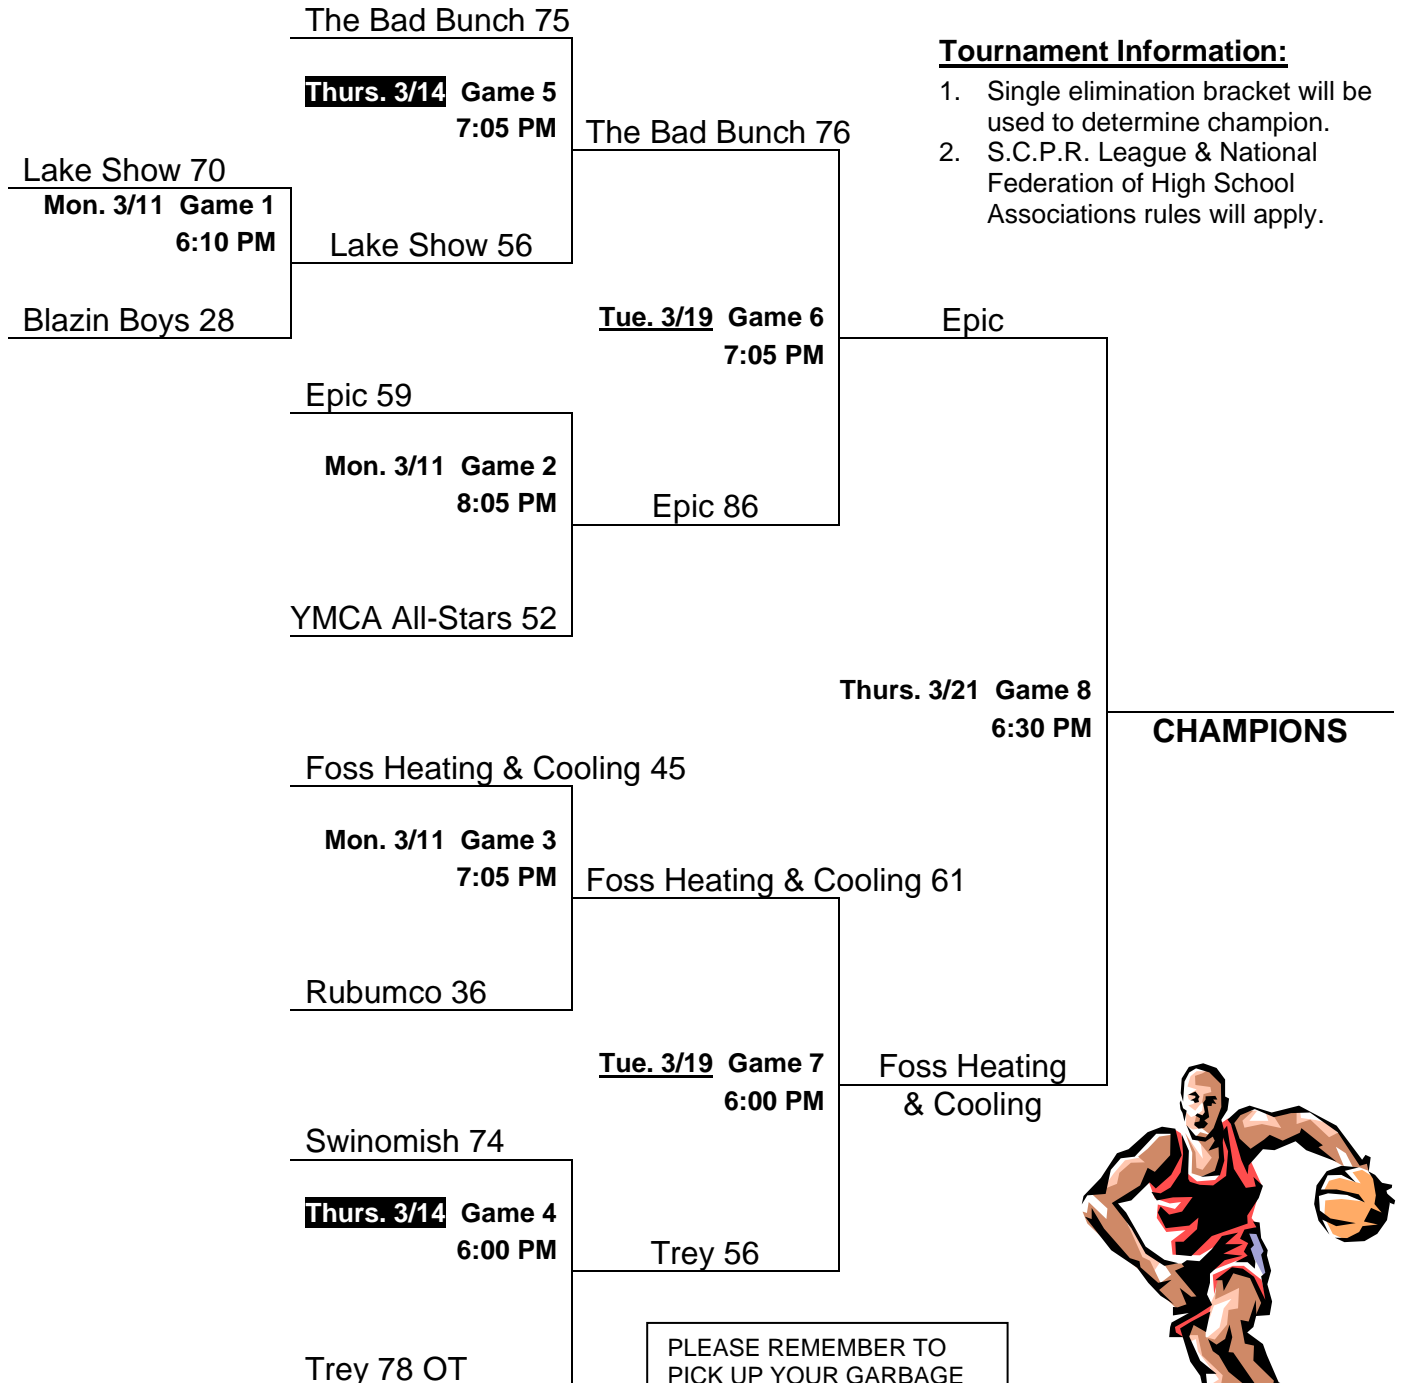 The Bad Bunch 75
Tournament Information:
Thurs. 3/14 Game 5
7:05 PM
1. Single elimination bracket will be
used to determine champion.
2. S.C.P.R. League & National
Federation of High School
Associations rules will apply.
The Bad Bunch 76
Lake Show 70
Mon. 3/11 Game 1
6:10 PM
Lake Show 56
Blazin Boys 28
Tue. 3/19 Game 6
7:05 PM
Epic
Epic 59
Mon. 3/11 Game 2
8:05 PM
Epic 86
YMCA All-Stars 52
Thurs. 3/21 Game 8
6:30 PM
CHAMPIONS
Foss Heating & Cooling 45
Mon. 3/11 Game 3
7:05 PM
Foss Heating & Cooling 61
Rubumco 36
Tue. 3/19 Game 7
6:00 PM
Foss Heating
& Cooling
Swinomish 74
Thurs. 3/14 Game 4
6:00 PM
Trey 56
Trey 78 OT
PLEASE REMEMBER TO
PICK UP YOUR GARBAGE